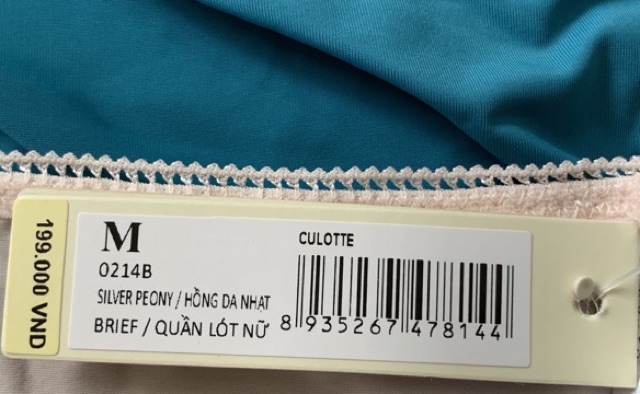 199.000 VND
M
0214B
SILVER PEONY / HỒNG DA NHẠT
BRIEF / QUẦN LÓT NỮ
CULOTTE
8 935267 478144